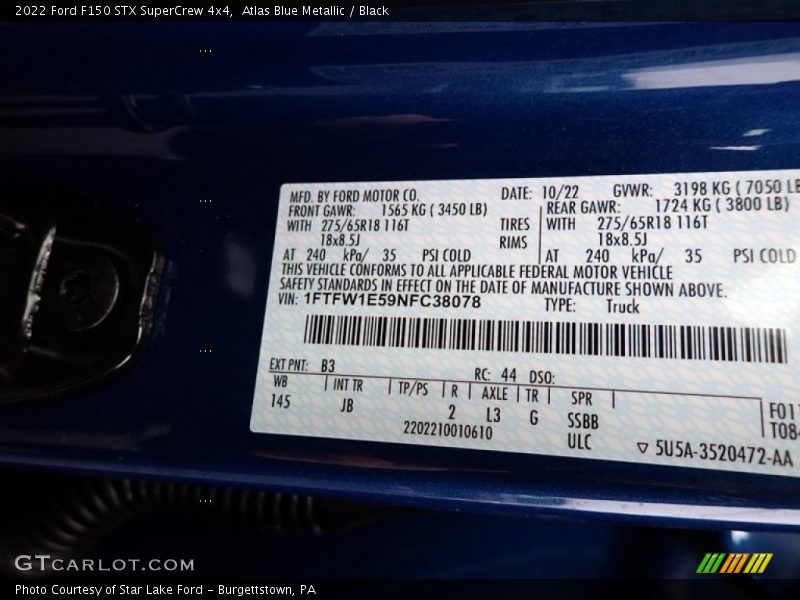 2022 Ford F150 STX SuperCrew 4x4,  Atlas Blue Metallic / Black
MFD. BY FORD MOTOR CO. DATE: 10/22 GVWR: 3198 KG ( 7050 LB
FRONT GAWR: 1565 KG ( 3450 LB) REAR GAWR: 1724 KG ( 3800 LB)
WITH 275/65R18 116T TIRES WITH 275/65R18 116T
18x8.5J RIMS 18x8.5J
AT 240 kPa/ 35 PSI COLD AT 240 kPa/ 35 PSI COLD
THIS VEHICLE CONFORMS TO ALL APPLICABLE FEDERAL MOTOR VEHICLE
SAFETY STANDARDS IN EFFECT ON THE DATE OF MANUFACTURE SHOWN ABOVE.
VIN: 1FTFW1E59NFC38078 TYPE: Truck
EXT PNT: B3 RC: 44 DSO:
WB INT TR TP/PS R AXLE TR SPR
145 JB 2 L3 G SSBB
F011
T084
2202210010610 ULC 5U5A-3520472-AA
GTCARLOT.COM
Photo Courtesy of Star Lake Ford - Burgettstown, PA